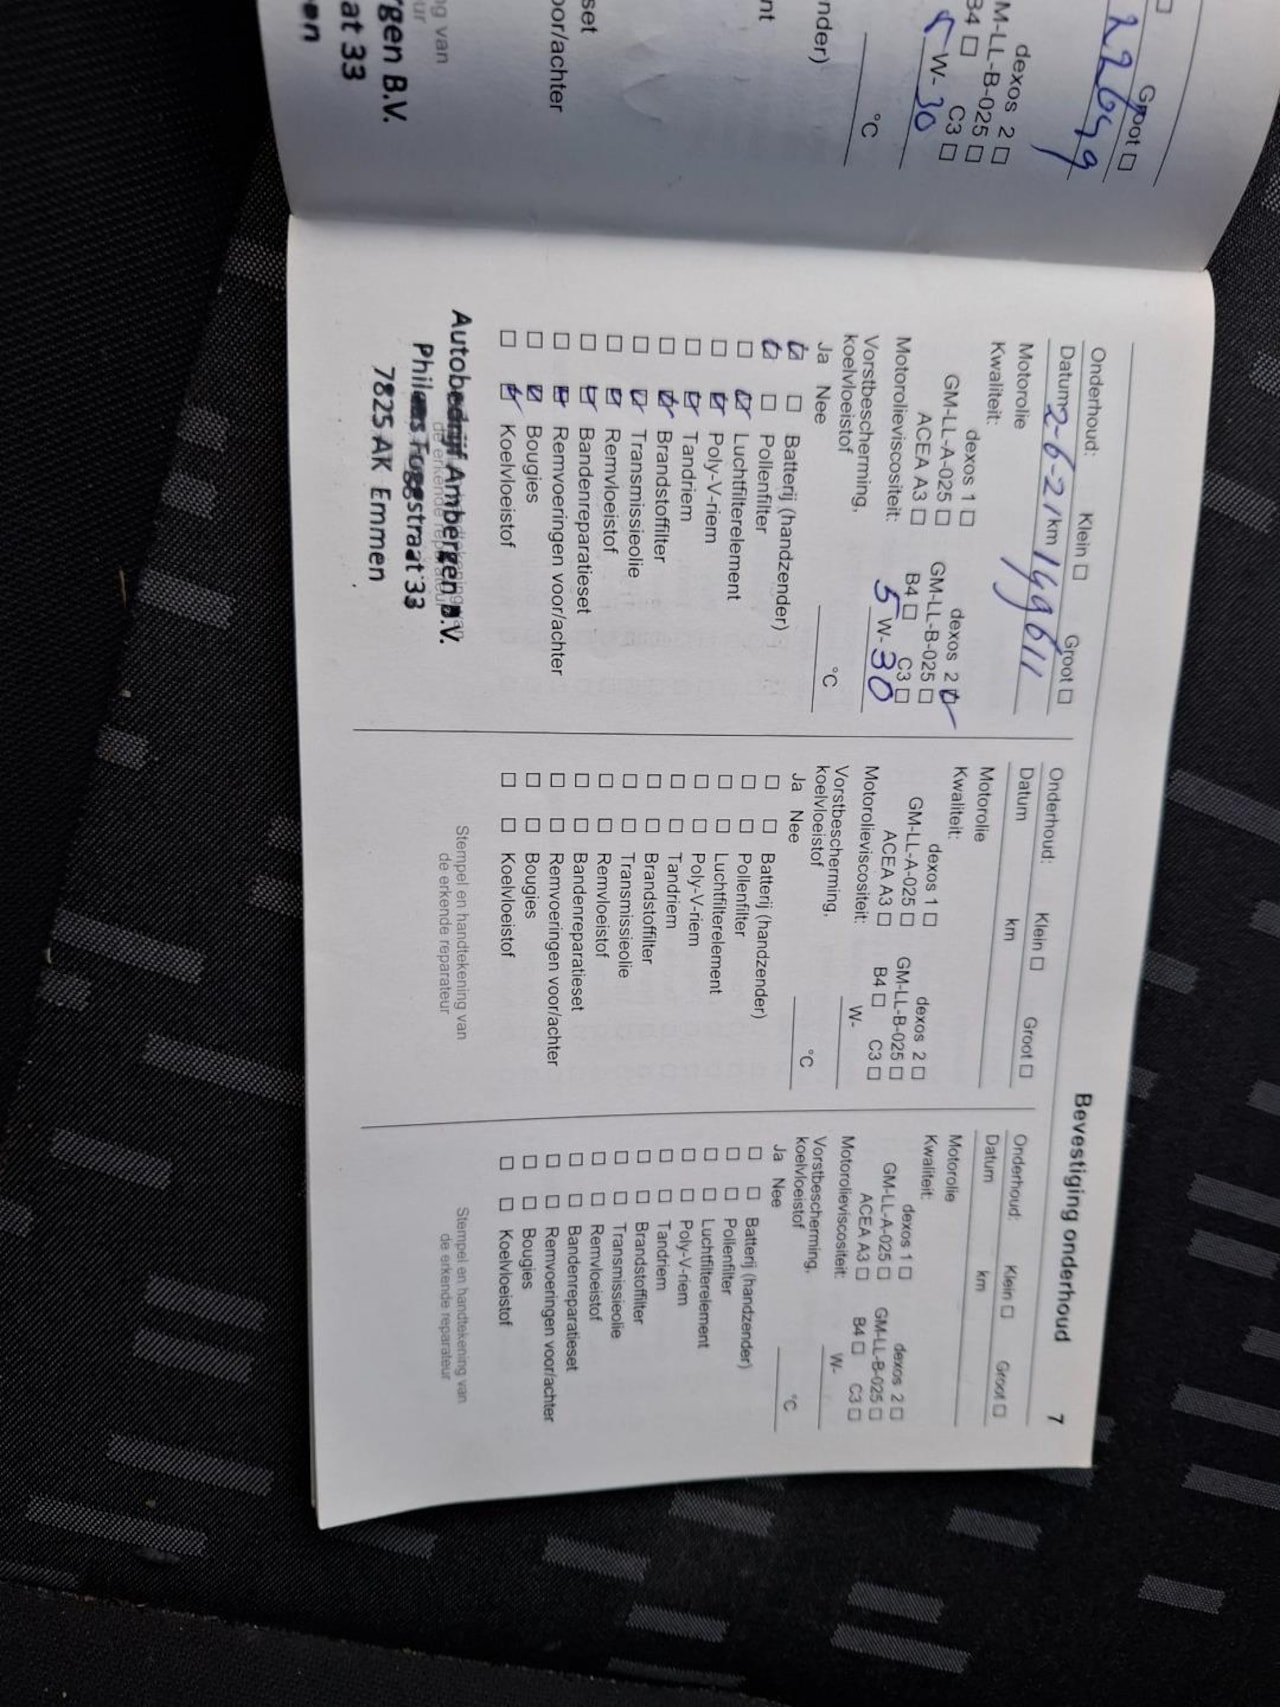 Groot
22649
dexos 2
M-LL-B-025
B4 C3
W-30
°C
nder)
nt
set
oor/achter
ng van
ur
rgen B.V.
at 33
en
Bevestiging onderhoud 7
Onderhoud: Klein Groot
Datum 2-6-21 km 149611
Motorolie
Kwaliteit:
dexos 1 dexos 2
GM-LL-A-025 GM-LL-B-025
ACEA A3 B4 C3
Motorolieviscositeit: 5 W-30
Vorstbescherming,
koelvloeistof °C
Ja Nee
Batterij (handzender)
Pollenfilter
Luchtfilterelement
Poly-V-riem
Tandriem
Brandstoffilter
Transmissieolie
Remvloeistof
Bandenreparatieset
Remvoeringen voor/achter
Bougies
Koelvloeistof
Autobedrijf Ambergen B.V.
33
7825 AK Emmen
Onderhoud: Klein Groot
Datum km
Motorolie
Kwaliteit:
dexos 1 dexos 2
GM-LL-A-025 GM-LL-B-025
ACEA A3 B4 C3
Motorolieviscositeit: W-
Vorstbescherming,
koelvloeistof °C
Ja Nee
Batterij (handzender)
Pollenfilter
Luchtfilterelement
Poly-V-riem
Tandriem
Brandstoffilter
Transmissieolie
Remvloeistof
Bandenreparatieset
Remvoeringen voor/achter
Bougies
Koelvloeistof
Stempel en handtekening van
de erkende reparateur
Onderhoud: Klein Groot
Datum km
Motorolie
Kwaliteit:
dexos 1 dexos 2
GM-LL-A-025 GM-LL-B-025
ACEA A3 B4 C3
Motorolieviscositeit: W-
Vorstbescherming,
koelvloeistof °C
Ja Nee
Batterij (handzender)
Pollenfilter
Luchtfilterelement
Poly-V-riem
Tandriem
Brandstoffilter
Transmissieolie
Remvloeistof
Bandenreparatieset
Remvoeringen voor/achter
Bougies
Koelvloeistof
Stempel en handtekening van
de erkende reparateur